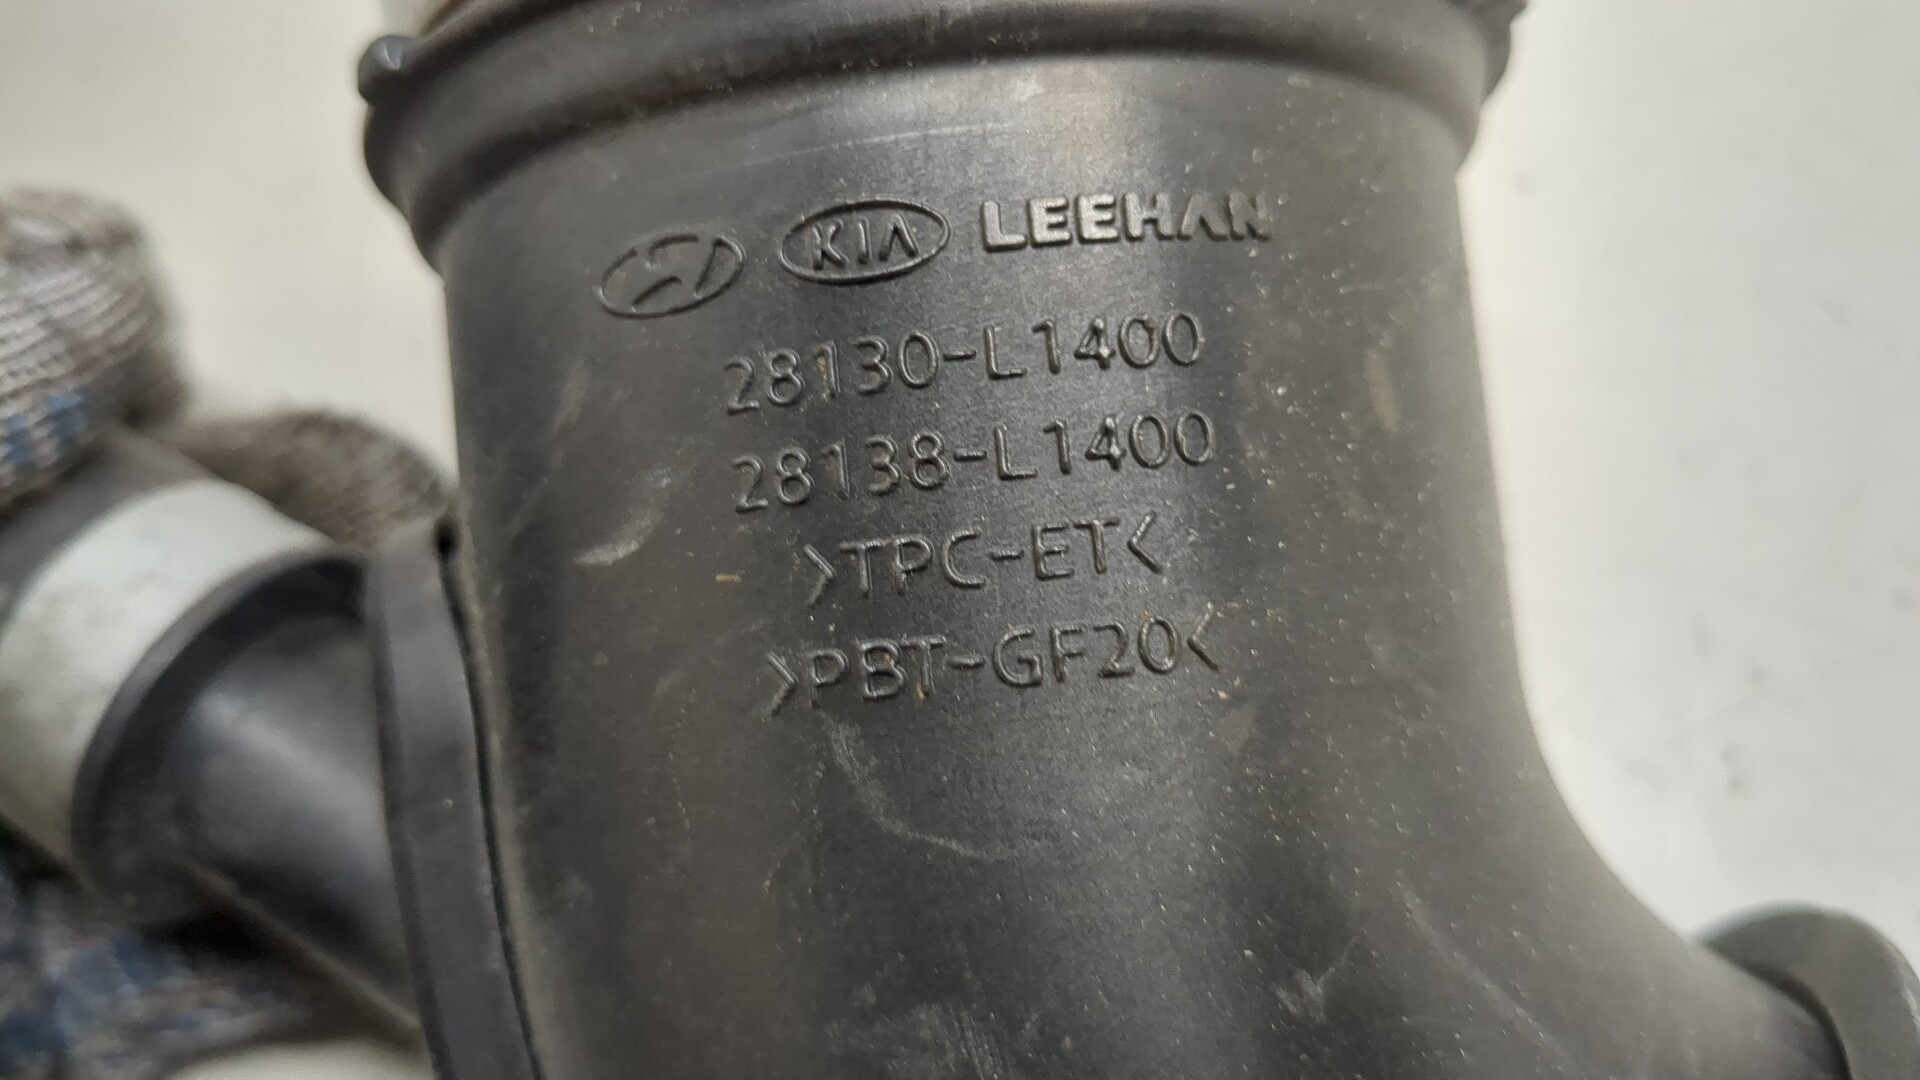 KIA LEEHAN
28130-L1400
28138-L1400
>TPC-ET<
>PBT-GF20<